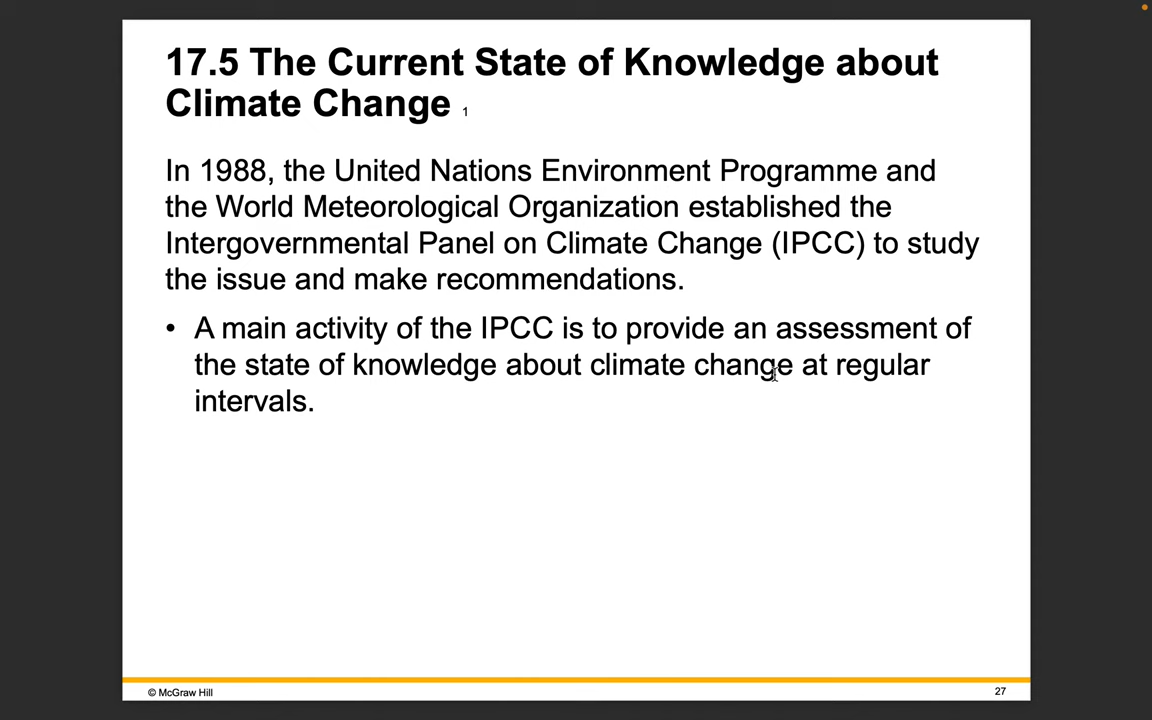 17.5 The Current State of Knowledge about
Climate Change 1
In 1988, the United Nations Environment Programme and
the World Meteorological Organization established the
Intergovernmental Panel on Climate Change (IPCC) to study
the issue and make recommendations.
• A main activity of the IPCC is to provide an assessment of
the state of knowledge about climate change at regular
intervals.
© McGraw Hill
27